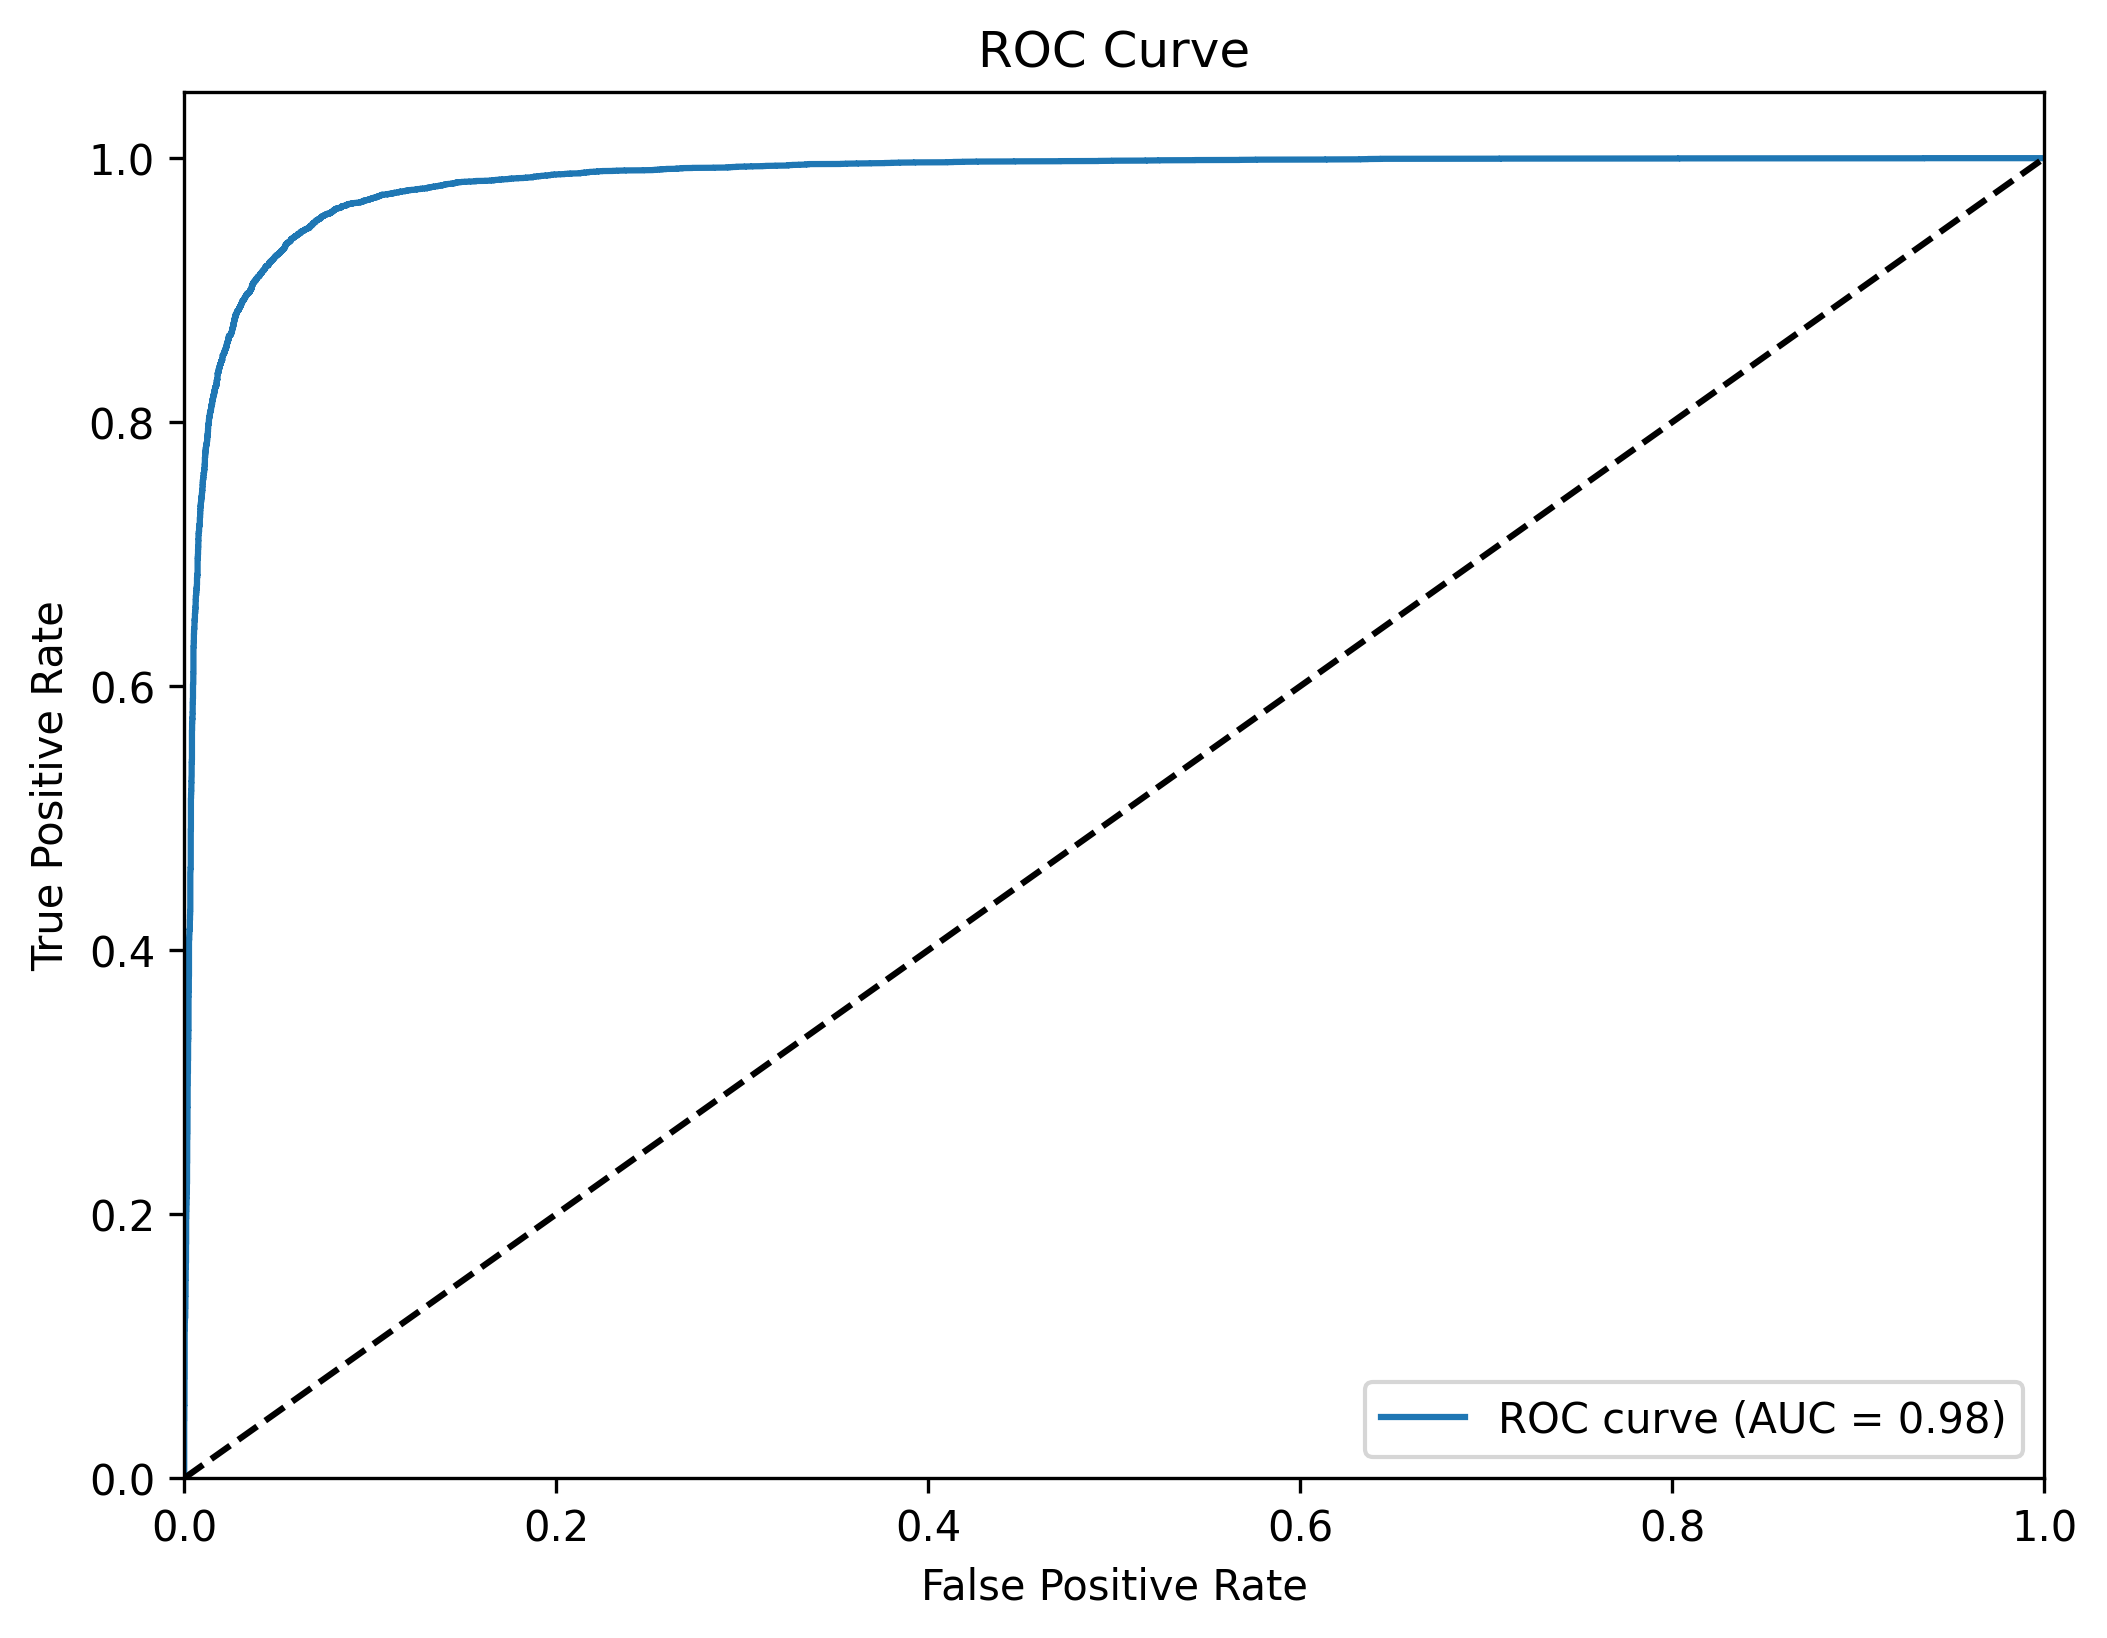 ROC Curve
True Positive Rate
1.0
0.8
0.6
0.4
0.2
0.0
0.0 0.2 0.4 0.6 0.8 1.0
False Positive Rate
ROC curve (AUC = 0.98)